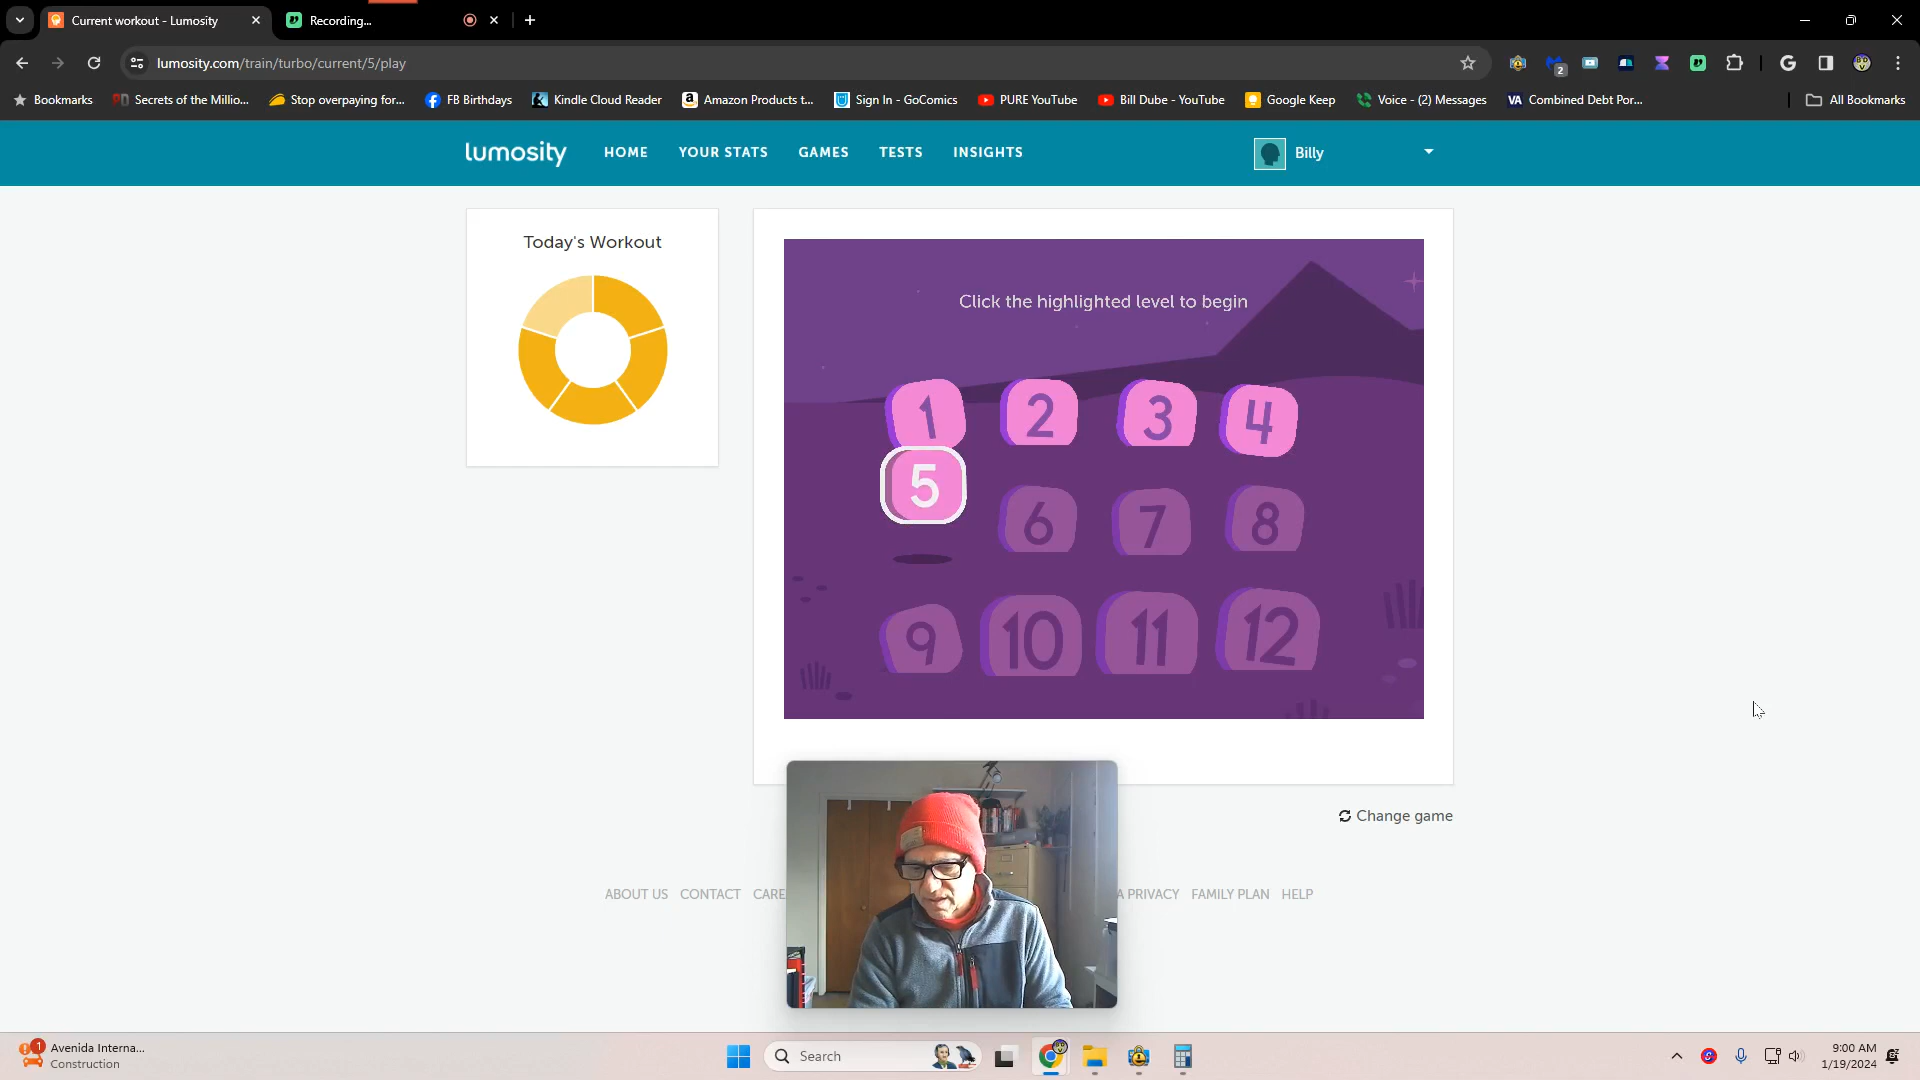 Current workout - Lumosity
Recording...
lumosity.com/train/turbo/current/5/play
2
Bookmarks
Secrets of the Millio...
Stop overpaying for...
FB Birthdays
Kindle Cloud Reader
Amazon Products t...
Sign In - GoComics
PURE YouTube
Bill Dube - YouTube
Google Keep
Voice - (2) Messages
VA Combined Debt Por...
All Bookmarks
lumosity
HOME
YOUR STATS
GAMES
TESTS
INSIGHTS
Billy
Today's Workout
Click the highlighted level to begin
1 2 3 4
5 6 7 8
9 10 11 12
Change game
ABOUT US CONTACT CARE
A PRIVACY FAMILY PLAN HELP
1
Avenida Interna...
Construction
Search
9:00 AM
1/19/2024